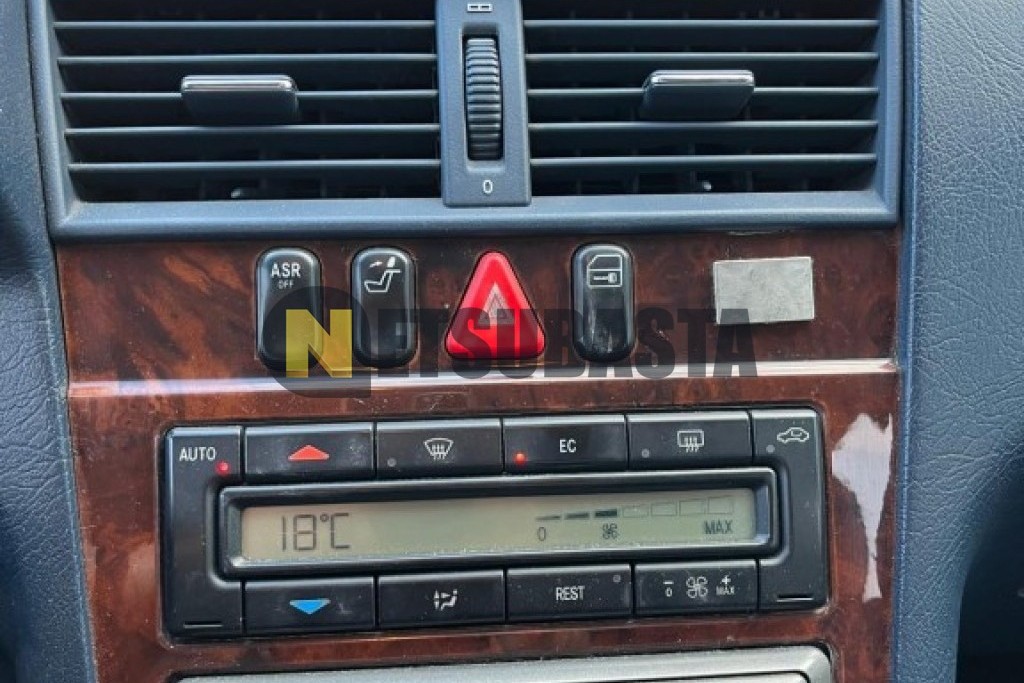 0
ASR
OFF
NETSUBASTA
AUTO
EC
18°C
0 MAX
REST
- 0 + MAX